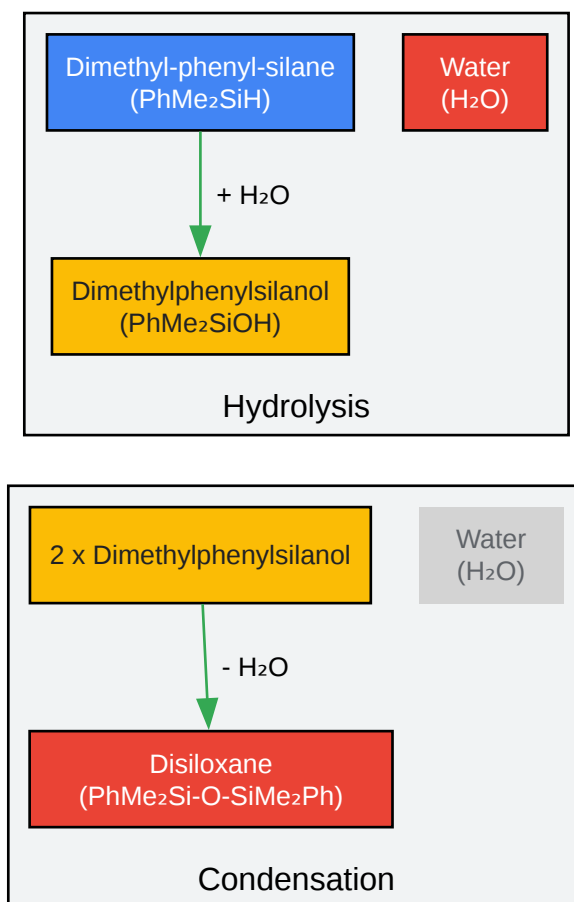 Dimethyl-phenyl-silane
(PhMe₂SiH)
Water
(H₂O)
+ H₂O
Dimethylphenylsilanol
(PhMe₂SiOH)
Hydrolysis
2 x Dimethylphenylsilanol
Water
(H₂O)
- H₂O
Disiloxane
(PhMe₂Si-O-SiMe₂Ph)
Condensation